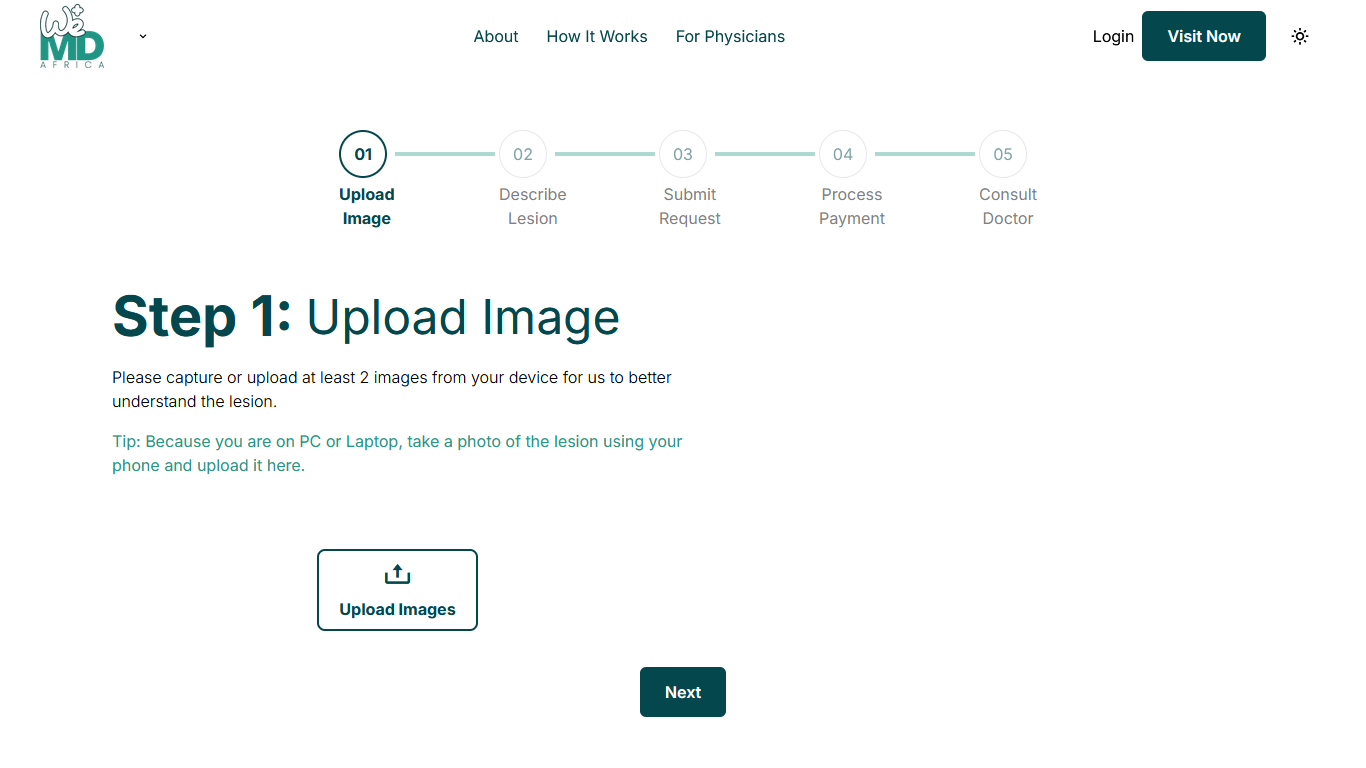 We
MD
AFRICA
About
How It Works
For Physicians
Login
Visit Now
01
02
03
04
05
Upload
Image
Describe
Lesion
Submit
Request
Process
Payment
Consult
Doctor
Step 1: Upload Image
Please capture or upload at least 2 images from your device for us to better
understand the lesion.
Tip: Because you are on PC or Laptop, take a photo of the lesion using your
phone and upload it here.
Upload Images
Next